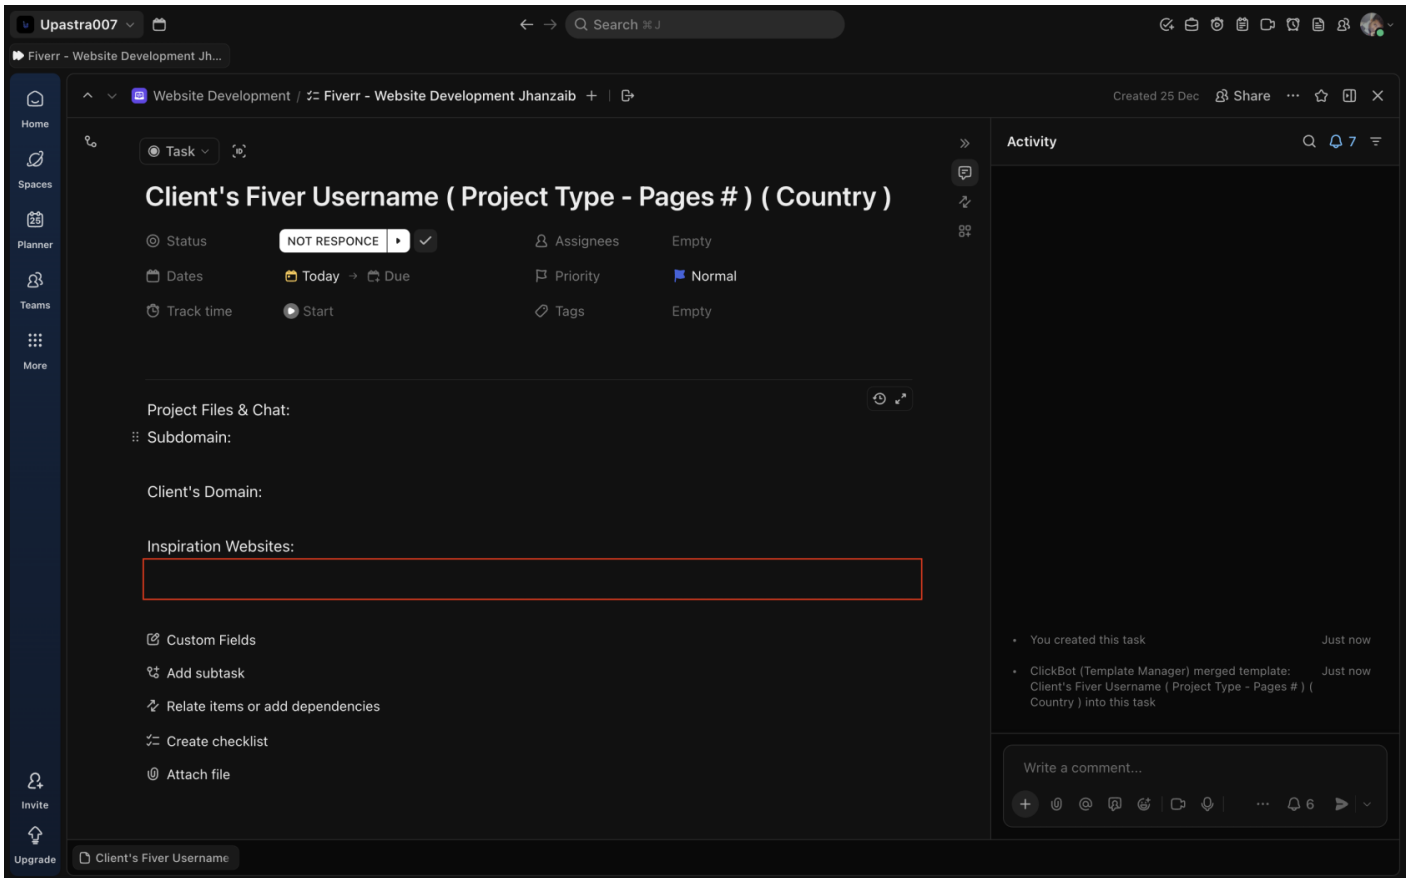 Upastra007
Search ⌘ J
Fiverr - Website Development Jh...
Home
Spaces
25
Planner
Teams
More
Invite
Upgrade
Website Development / Fiverr - Website Development Jhanzaib
Created 25 Dec
Share
Task
Client's Fiver Username ( Project Type - Pages # ) ( Country )
Status
NOT RESPONCE
Assignees
Empty
Dates
Today → Due
Priority
Normal
Track time
Start
Tags
Empty
Project Files & Chat:
Subdomain:
Client's Domain:
Inspiration Websites:
Custom Fields
Add subtask
Relate items or add dependencies
Create checklist
Attach file
Activity
7
You created this task
Just now
ClickBot (Template Manager) merged template:
Just now
Client's Fiver Username ( Project Type - Pages # ) (
Country ) into this task
Write a comment...
6
Client's Fiver Username